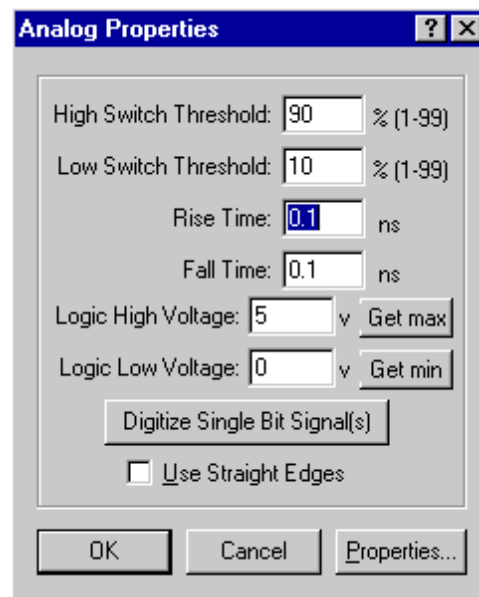 Analog Properties
High Switch Threshold: 90 % (1-99)
Low Switch Threshold: 10 % (1-99)
Rise Time: 0.1 ns
Fall Time: 0.1 ns
Logic High Voltage: 5 v Get max
Logic Low Voltage: 0 v Get min
Digitize Single Bit Signal(s)
Use Straight Edges
OK Cancel Properties...